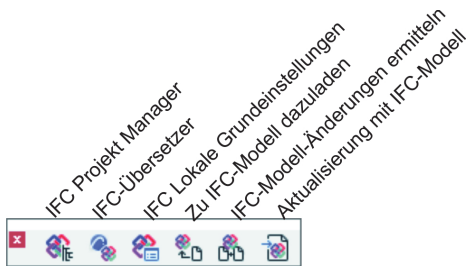 IFC Projekt Manager
IFC-Übersetzer
IFC Lokale Grundeinstellungen
Zu IFC-Modell dazuladen
IFC-Modell-Änderungen ermitteln
Aktualisierung mit IFC-Modell